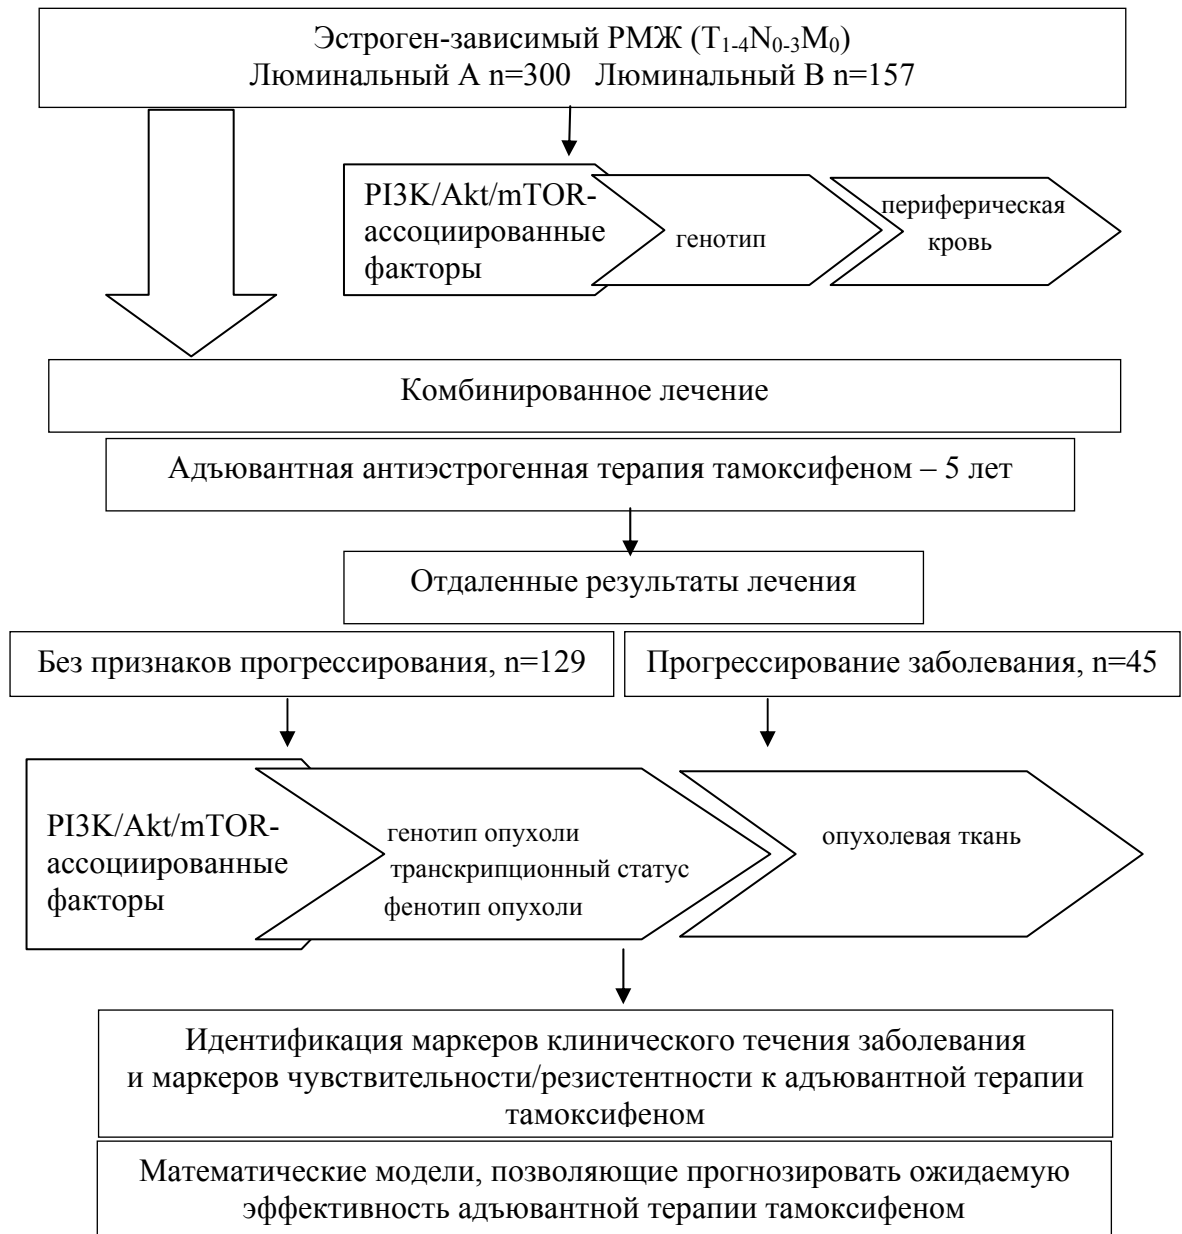 Эстроген-зависимый РМЖ (T1-4N0-3M0)
Люминальный А n=300 Люминальный В n=157
PI3K/Akt/mTOR-
ассоциированные
факторы
генотип
периферическая
кровь
Комбинированное лечение
Адъювантная антиэстрогенная терапия тамоксифеном – 5 лет
Отдаленные результаты лечения
Без признаков прогрессирования, n=129
Прогрессирование заболевания, n=45
PI3K/Akt/mTOR-
ассоциированные
факторы
генотип опухоли
транскрипционный статус
фенотип опухоли
опухолевая ткань
Идентификация маркеров клинического течения заболевания
и маркеров чувствительности/резистентности к адъювантной терапии
тамоксифеном
Математические модели, позволяющие прогнозировать ожидаемую
эффективность адъювантной терапии тамоксифеном